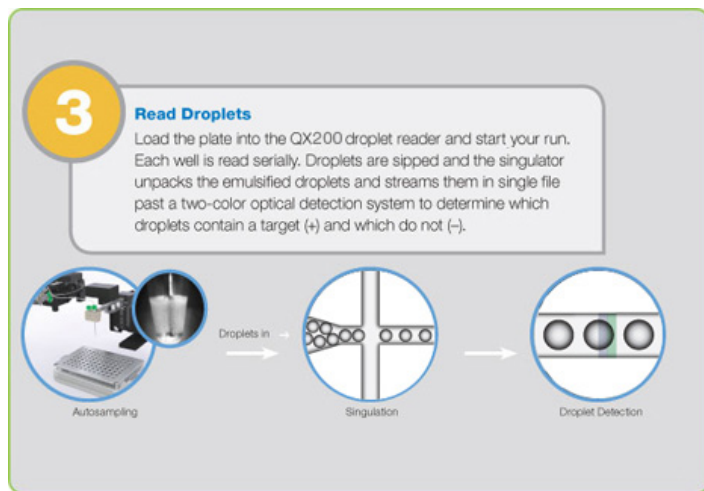 3
Read Droplets
Load the plate into the QX200 droplet reader and start your run.
Each well is read serially. Droplets are sipped and the singulator
unpacks the emulsified droplets and streams them in single file
past a two-color optical detection system to determine which
droplets contain a target (+) and which do not (–).
Droplets in →
Autosampling
Singulation
Droplet Detection